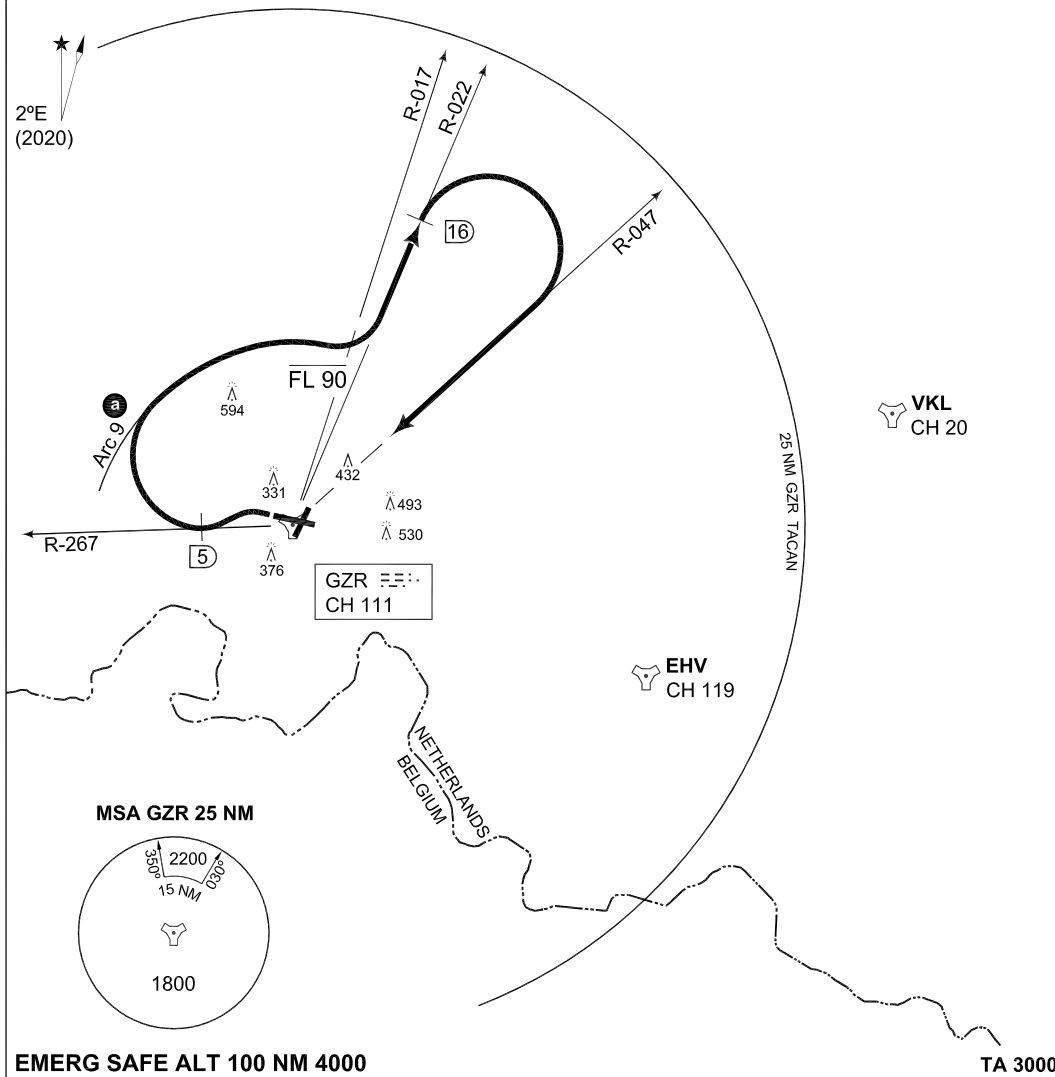 2ºE
(2020)
R-017
R-022
16
R-047
FL 90
a
Arc 9
594
331
432
493
530
376
R-267
5
GZR
CH 111
VKL
CH 20
25 NM GZR TACAN
EHV
CH 119
NETHERLANDS
BELGIUM
MSA GZR 25 NM
350º
2200
030º
15 NM
1800
EMERG SAFE ALT 100 NM 4000
TA 3000